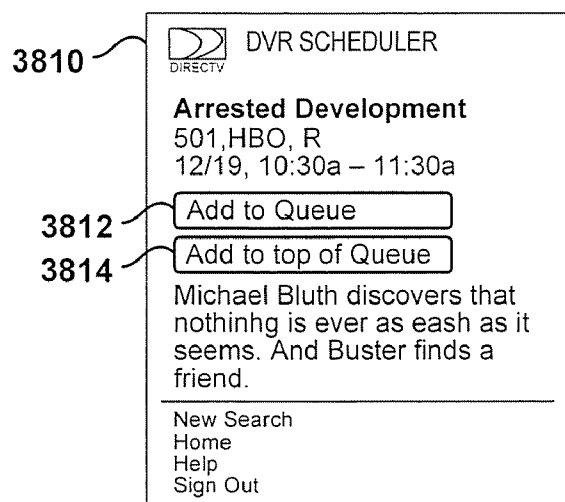 3810
DIRECTV
DVR SCHEDULER
Arrested Development
501,HBO, R
12/19, 10:30a – 11:30a
3812
Add to Queue
3814
Add to top of Queue
Michael Bluth discovers that
nothinhg is ever as eash as it
seems. And Buster finds a
friend.
New Search
Home
Help
Sign Out